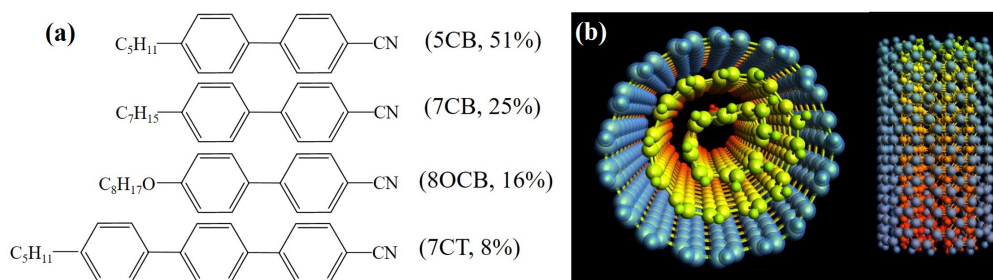 (a)
C₅H₁₁ CN (5CB, 51%)
C₇H₁₅ CN (7CB, 25%)
C₈H₁₇O CN (8OCB, 16%)
C₅H₁₁ CN (7CT, 8%)
(b)